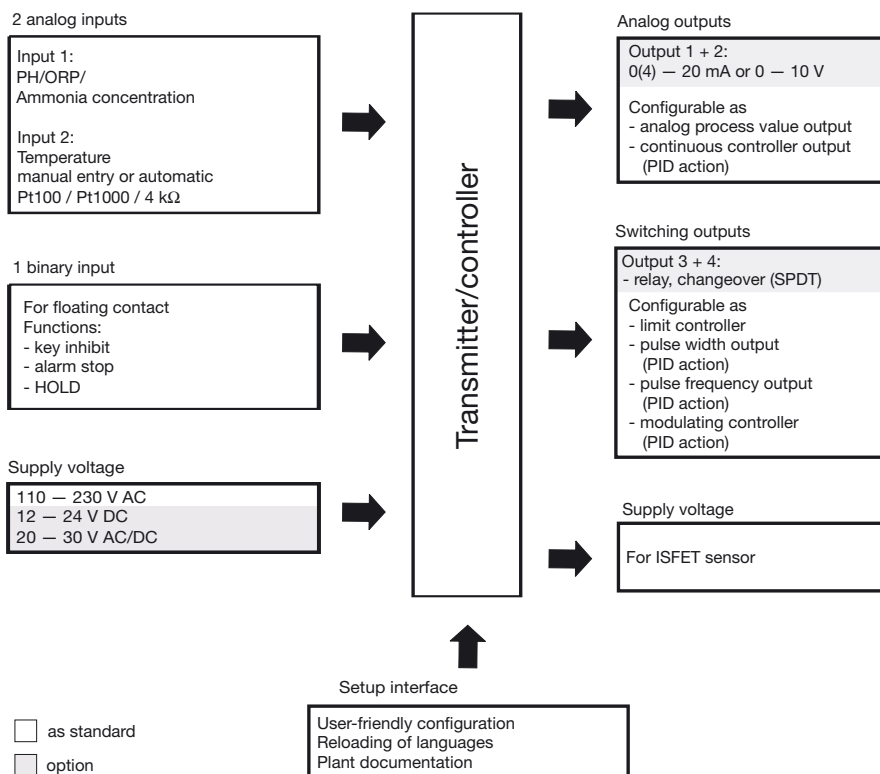 2 analog inputs
Input 1:
PH/ORP/
Ammonia concentration
Input 2:
Temperature
manual entry or automatic
Pt100 / Pt1000 / 4 kΩ
1 binary input
For floating contact
Functions:
- key inhibit
- alarm stop
- HOLD
Supply voltage
110 — 230 V AC
12 — 24 V DC
20 — 30 V AC/DC
Transmitter/controller
Analog outputs
Output 1 + 2:
0(4) — 20 mA or 0 — 10 V
Configurable as
- analog process value output
- continuous controller output
(PID action)
Switching outputs
Output 3 + 4:
- relay, changeover (SPDT)
Configurable as
- limit controller
- pulse width output
(PID action)
- pulse frequency output
(PID action)
- modulating controller
(PID action)
Supply voltage
For ISFET sensor
Setup interface
User-friendly configuration
Reloading of languages
Plant documentation
as standard
option